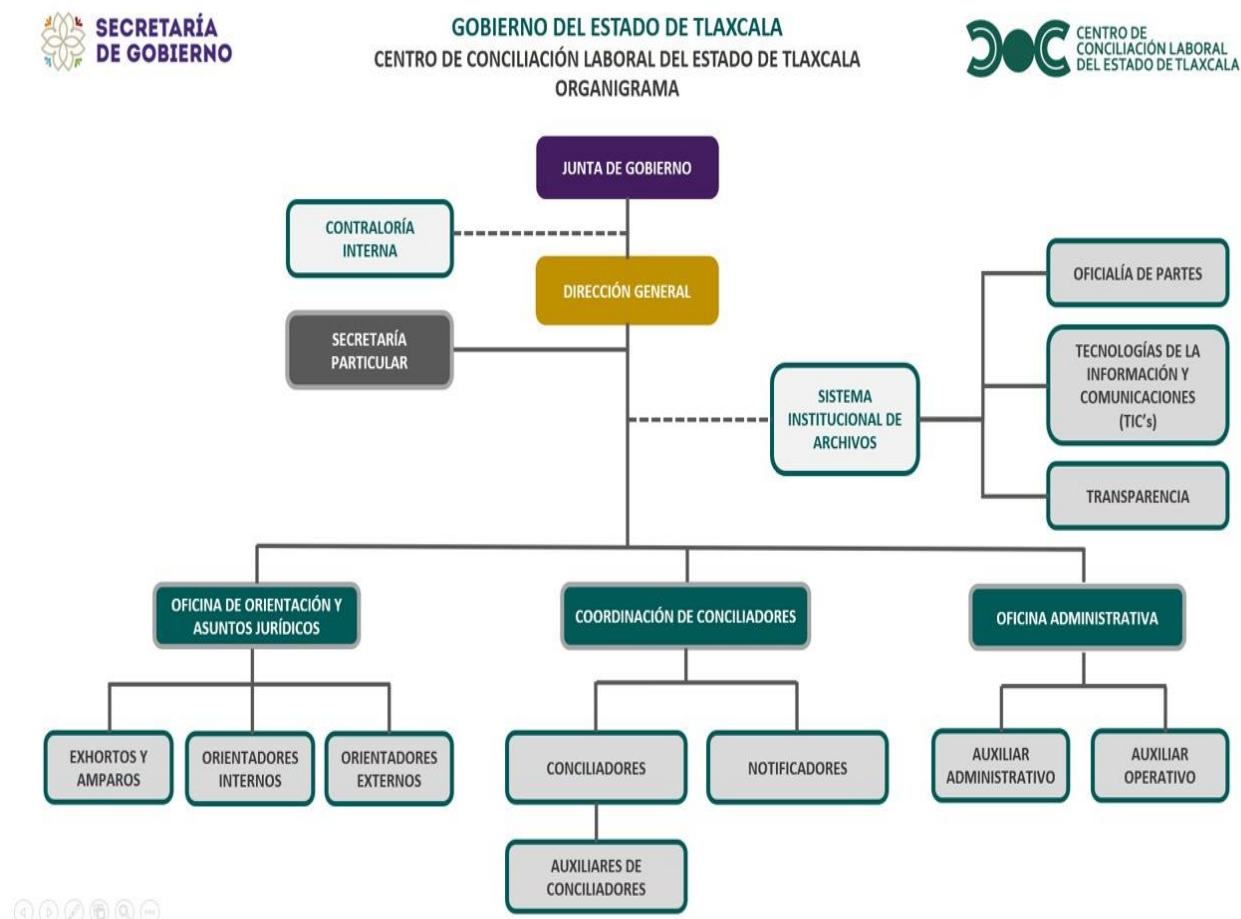 SECRETARÍA
DE GOBIERNO
GOBIERNO DEL ESTADO DE TLAXCALA
CENTRO DE CONCILIACIÓN LABORAL DEL ESTADO DE TLAXCALA
ORGANIGRAMA
CENTRO DE
CONCILIACIÓN LABORAL
DEL ESTADO DE TLAXCALA
JUNTA DE GOBIERNO
CONTRALORÍA
INTERNA
DIRECCIÓN GENERAL
SECRETARÍA
PARTICULAR
SISTEMA
INSTITUCIONAL DE
ARCHIVOS
OFICIALÍA DE PARTES
TECNOLOGÍAS DE LA
INFORMACIÓN Y
COMUNICACIONES
(TIC's)
TRANSPARENCIA
OFICINA DE ORIENTACIÓN Y
ASUNTOS JURÍDICOS
COORDINACIÓN DE CONCILIADORES
OFICINA ADMINISTRATIVA
EXHORTOS Y
AMPAROS
ORIENTADORES
INTERNOS
ORIENTADORES
EXTERNOS
CONCILIADORES
NOTIFICADORES
AUXILIAR
ADMINISTRATIVO
AUXILIAR
OPERATIVO
AUXILIARES DE
CONCILIADORES